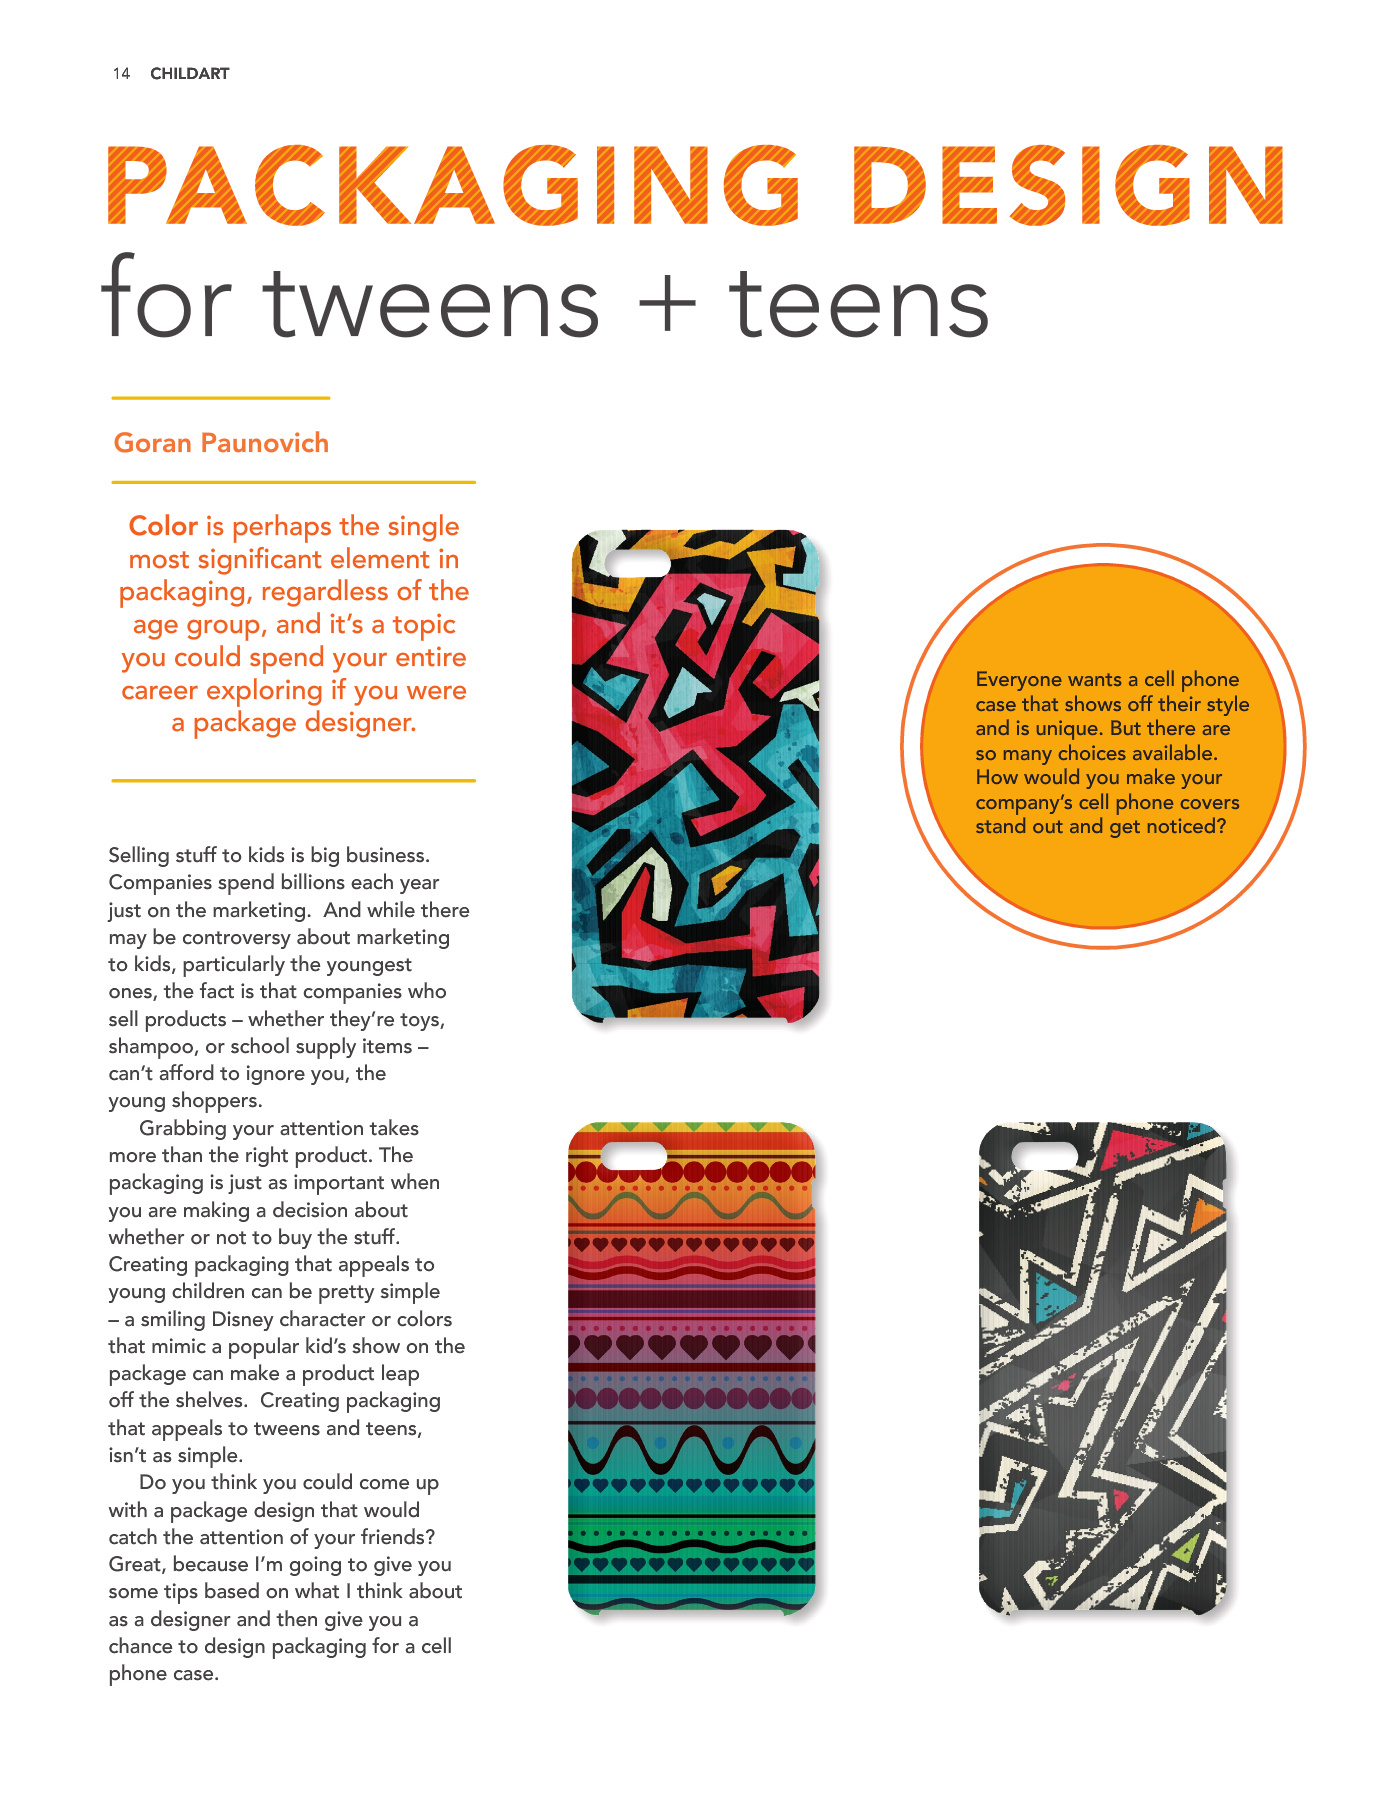 14 CHILDART
PACKAGING DESIGN
for tweens + teens
Goran Paunovich
Color is perhaps the single
most significant element in
packaging, regardless of the
age group, and it's a topic
you could spend your entire
career exploring if you were
a package designer.
Selling stuff to kids is big business.
Companies spend billions each year
just on the marketing.  And while there
may be controversy about marketing
to kids, particularly the youngest
ones, the fact is that companies who
sell products – whether they're toys,
shampoo, or school supply items –
can't afford to ignore you, the
young shoppers.
Grabbing your attention takes
more than the right product. The
packaging is just as important when
you are making a decision about
whether or not to buy the stuff.
Creating packaging that appeals to
young children can be pretty simple
– a smiling Disney character or colors
that mimic a popular kid's show on the
package can make a product leap
off the shelves.  Creating packaging
that appeals to tweens and teens,
isn't as simple.
Do you think you could come up
with a package design that would
catch the attention of your friends?
Great, because I'm going to give you
some tips based on what I think about
as a designer and then give you a
chance to design packaging for a cell
phone case.
Everyone wants a cell phone
case that shows off their style
and is unique. But there are
so many choices available.
How would you make your
company's cell phone covers
stand out and get noticed?